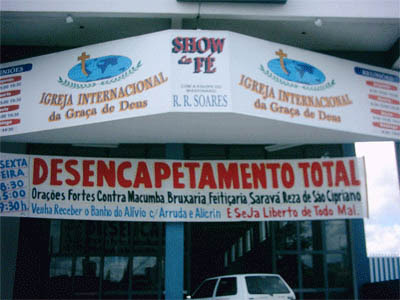 SHOW
da FÉ
IGREJA INTERNACIONAL
da Graça de Deus
R. R. SOARES
IGREJA INTERNACIONAL
da Graça de Deus
REUNIÕES
SEXTA
FEIRA
DESENCAPETAMENTO TOTAL
Orações Fortes Contra Macumba Bruxaria Feitiçaria Saravá Reza de São Cipriano
Venha Receber o Banho do Alívio c/Arruda e Alicrin E Seja Liberto de Todo Mal.